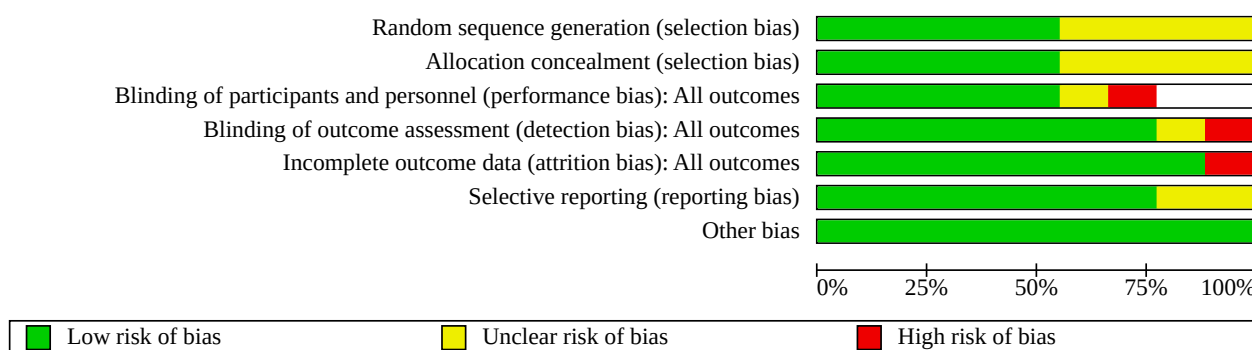 Random sequence generation (selection bias)
Allocation concealment (selection bias)
Blinding of participants and personnel (performance bias): All outcomes
Blinding of outcome assessment (detection bias): All outcomes
Incomplete outcome data (attrition bias): All outcomes
Selective reporting (reporting bias)
Other bias
0% 25% 50% 75% 100%
Low risk of bias Unclear risk of bias High risk of bias